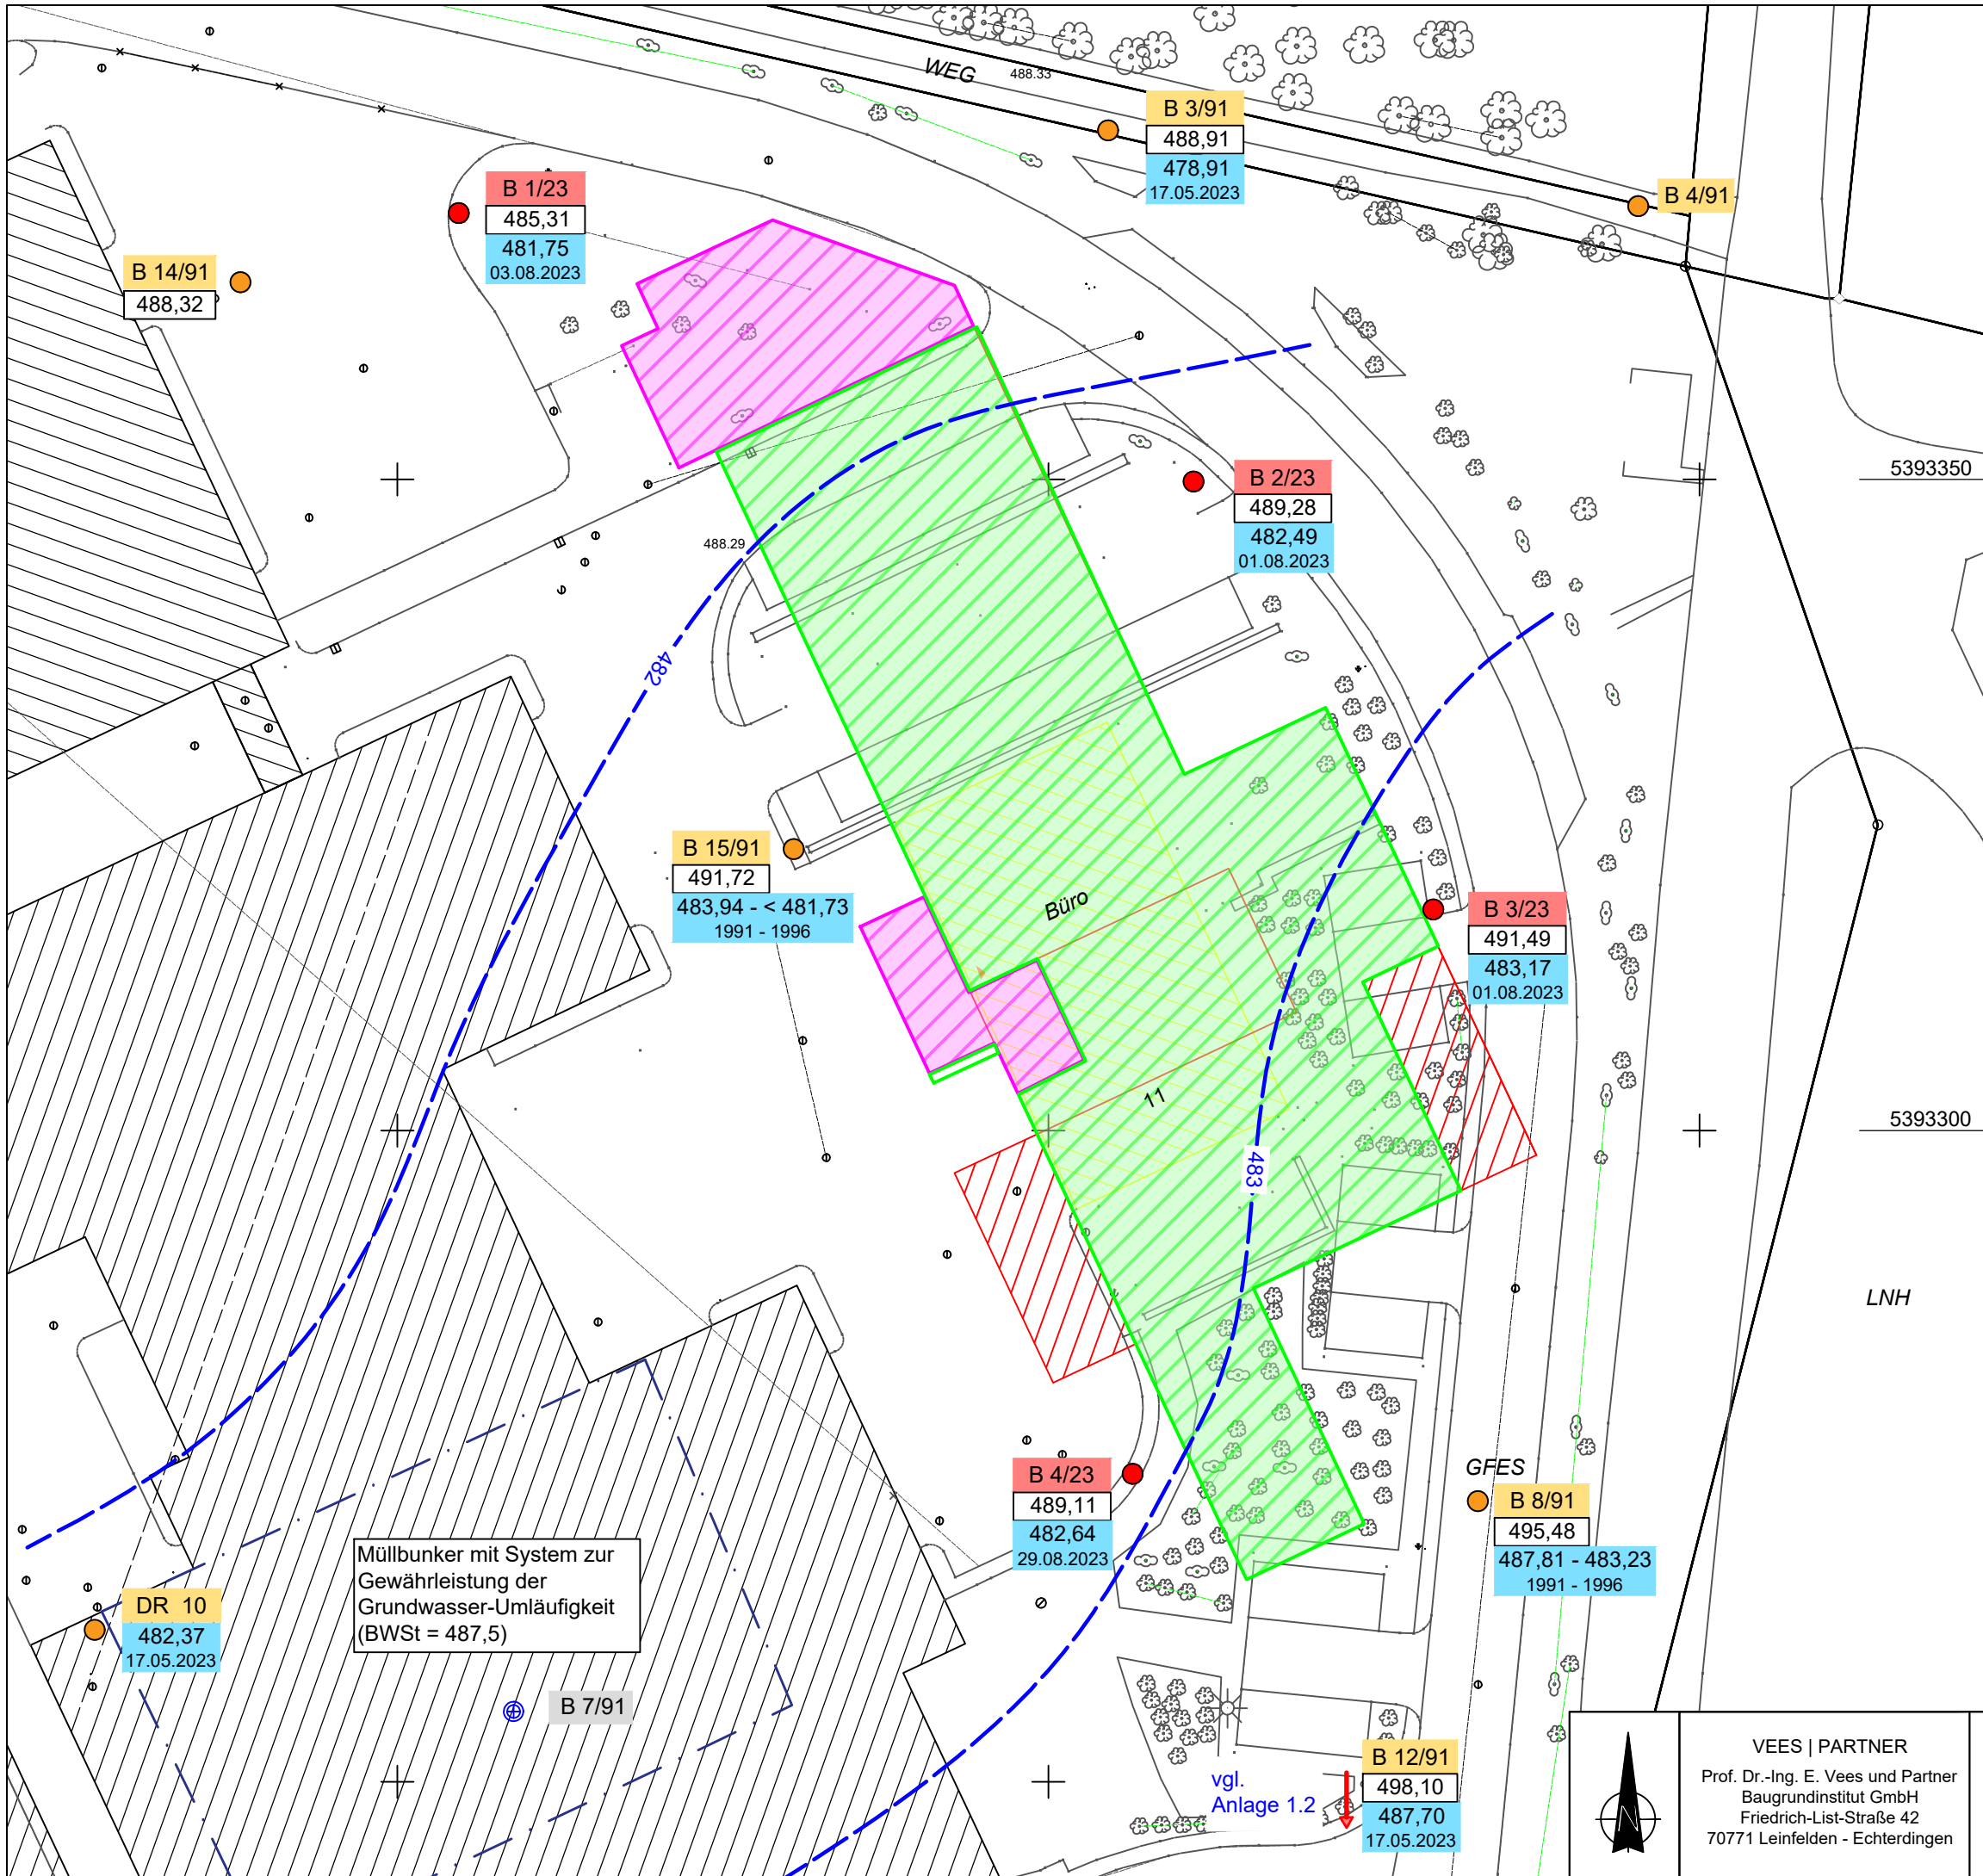 WEG
488.33
B 3/91
488,91
478,91
17.05.2023
B 4/91
B 1/23
485,31
481,75
03.08.2023
B 14/91
488,32
B 2/23
489,28
482,49
01.08.2023
5393350
488.29
482
B 15/91
491,72
483,94 - < 481,73
1991 - 1996
Büro
B 3/23
491,49
483,17
01.08.2023
11
5393300
483
LNH
B 4/23
489,11
482,64
29.08.2023
GFES
B 8/91
495,48
487,81 - 483,23
1991 - 1996
Müllbunker mit System zur
Gewährleistung der
Grundwasser-Umläufigkeit
(BWSt = 487,5)
DR 10
482,37
17.05.2023
B 7/91
vgl.
Anlage 1.2
B 12/91
498,10
487,70
17.05.2023
N
VEES | PARTNER
Prof. Dr.-Ing. E. Vees und Partner
Baugrundinstitut GmbH
Friedrich-List-Straße 42
70771 Leinfelden - Echterdingen